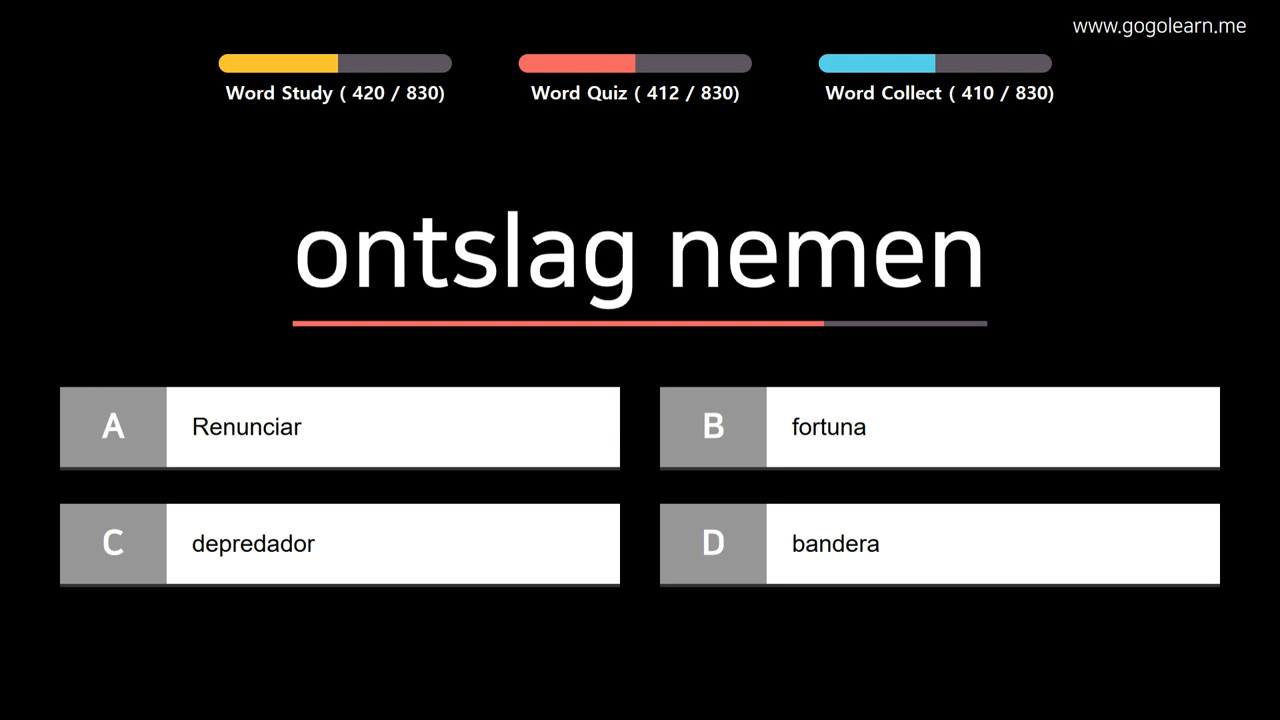 www.gogolearn.me
Word Study ( 420 / 830)
Word Quiz ( 412 / 830)
Word Collect ( 410 / 830)
ontslag nemen
A Renunciar
B fortuna
C depredador
D bandera